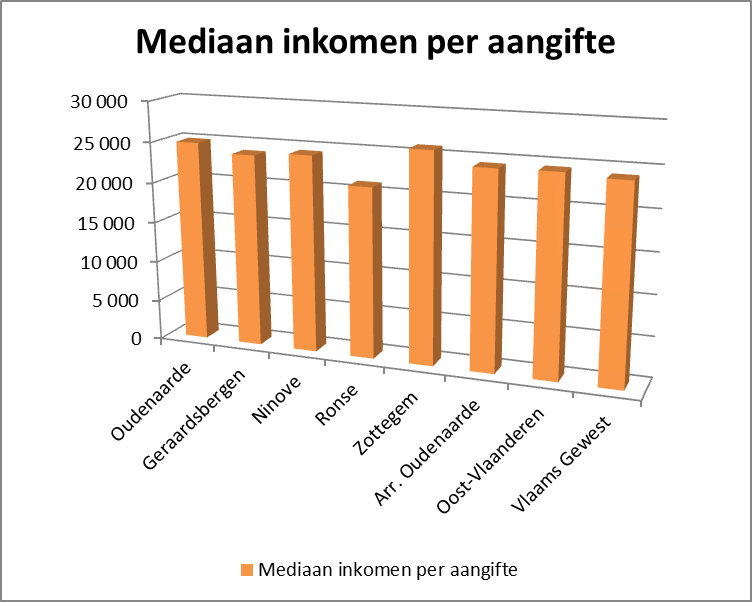 Mediaan inkomen per aangifte
30 000
25 000
20 000
15 000
10 000
5 000
0
Oudenaarde
Geraardsbergen
Ninove
Ronse
Zottegem
Arr. Oudenaarde
Oost-Vlaanderen
Vlaams Gewest
Mediaan inkomen per aangifte